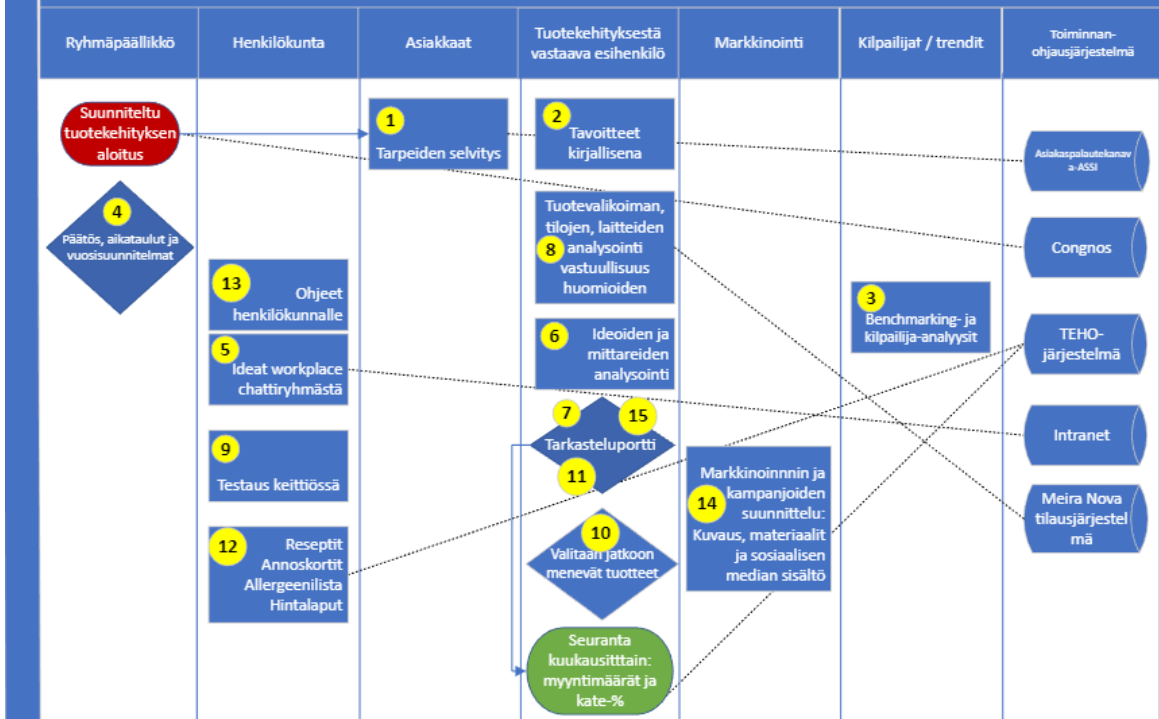 Ryhmäpäällikkö
Henkilökunta
Asiakkaat
Tuotekehityksestä
vastaava esihenkilö
Markkinointi
Kilpailijat / trendit
Toiminnan-
ohjausjärjestelmä
Suunniteltu
tuotekehityksen
aloitus
1
Tarpeiden selvitys
2
Tavoitteet
kirjallisena
Asiakaspalautekanav
a-ASSI
4
Päätös, aikataulut ja
vuosisuunnitelmat
Tuotevalikoiman,
tilojen, laitteiden
8
analysointi
vastuullisuus
huomioiden
Congnos
13
Ohjeet
henkilökunnalle
3
Benchmarking- ja
kilpailija-analyysit
5
Ideat workplace
chattiryhmästä
6
Ideoiden ja
mittareiden
analysointi
TEHO-
järjestelmä
7
15
Tarkasteluportti
11
Intranet
9
Testaus keittiössä
Markkinoinnnin ja
kampanjoiden
14
suunnittelu:
Kuvaus, materiaalit
ja sosiaalisen
median sisältö
Meira Nova
tilausjärjestel
mä
12
Reseptit
Annoskortit
Allergeenilista
Hintalaput
10
Valitaan jatkoon
menevät tuotteet
Seuranta
kuukausitttain:
myyntimäärät ja
kate-%